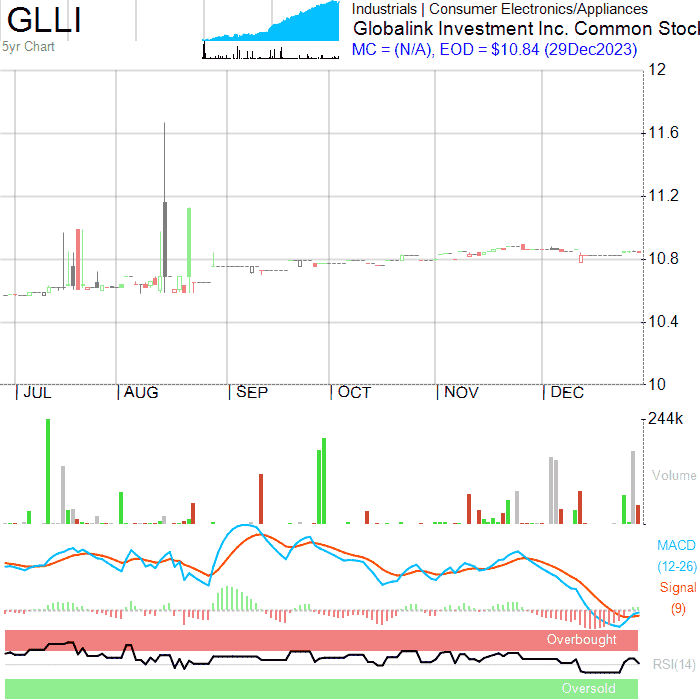 GLLI
5yr Chart
Industrials | Consumer Electronics/Appliances
Globalink Investment Inc. Common Stoc
MC = (N/A), EOD = $10.84 (29Dec2023)
12
11.6
11.2
10.8
10.4
10
JUL AUG SEP OCT NOV DEC
244k
Volume
MACD
(12-26)
Signal
(9)
Overbought
RSI(14)
Oversold